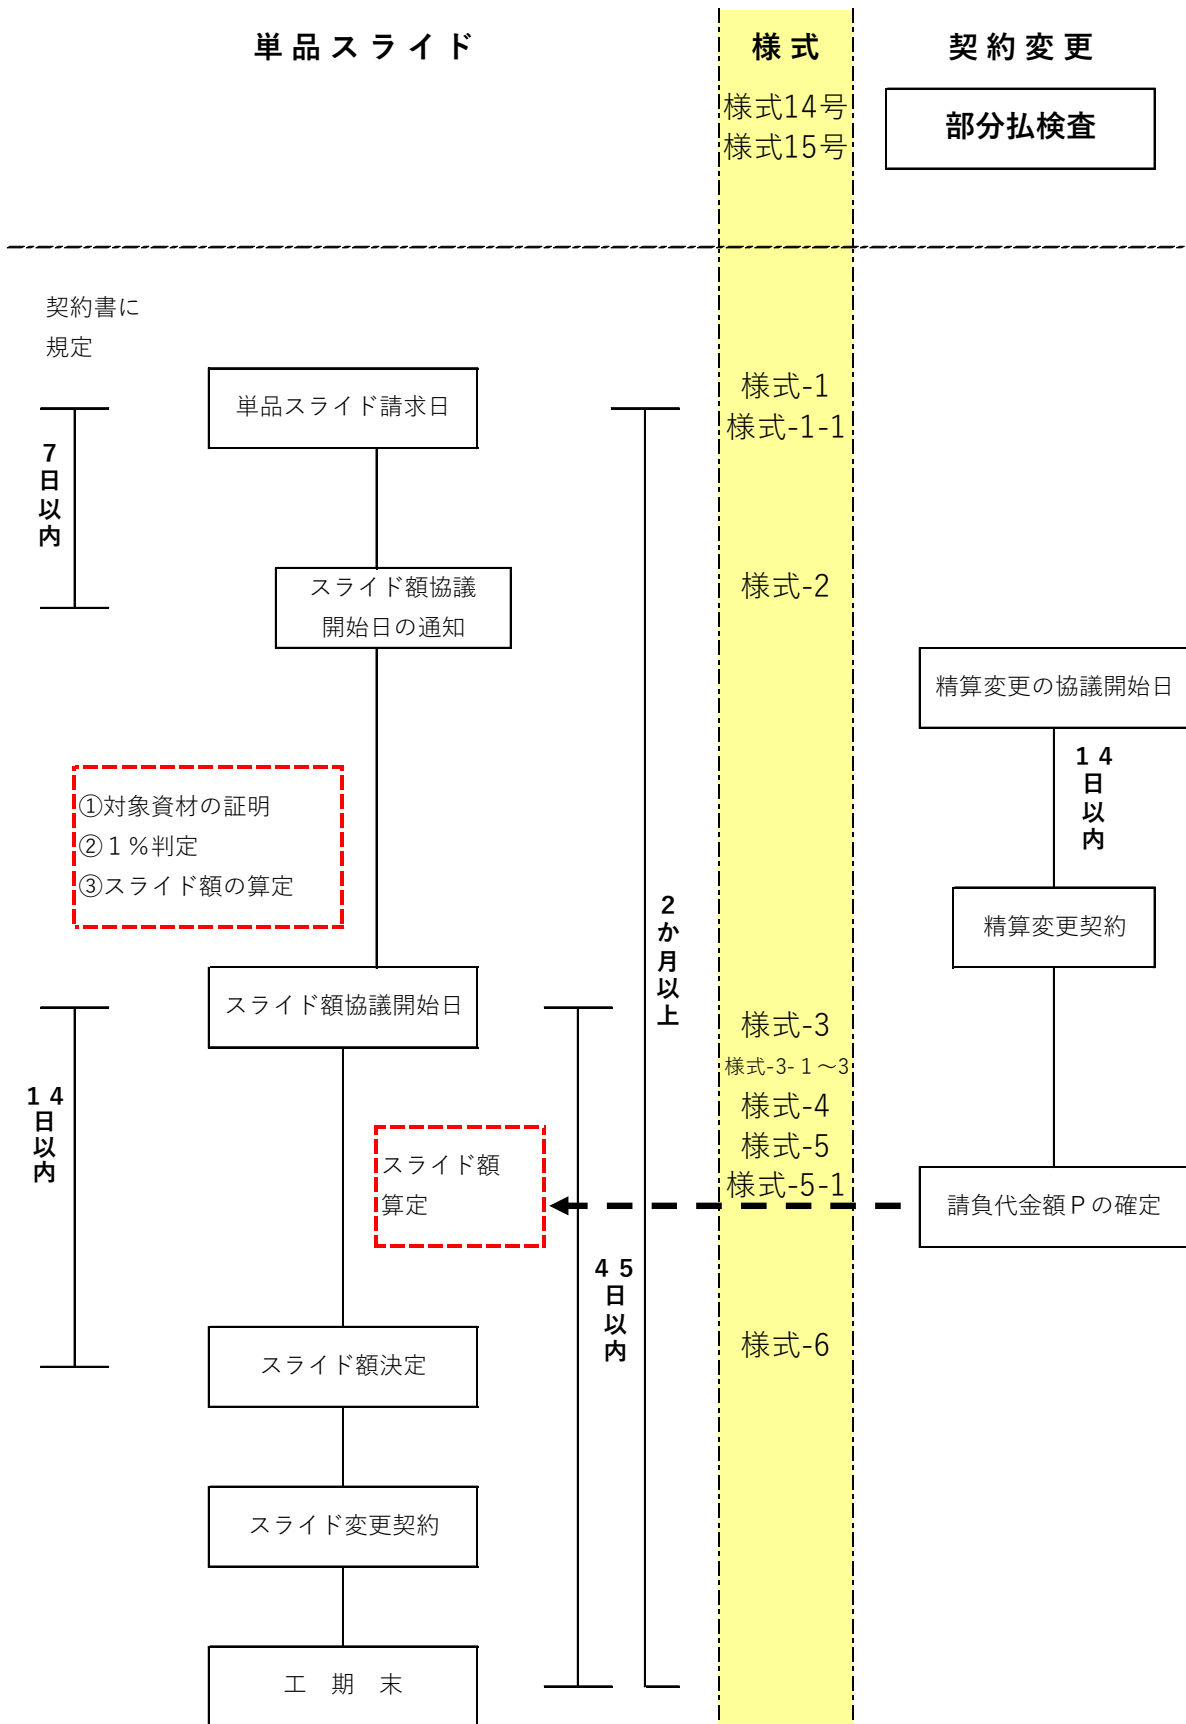 単品スライド
様式
契約変更
様式14号
様式15号
部分払検査
契約書に
規定
単品スライド請求日
様式-1
様式-1-1
7日以内
スライド額協議
開始日の通知
様式-2
精算変更の協議開始日
14日以内
①対象資材の証明
②１％判定
③スライド額の算定
精算変更契約
2か月以上
スライド額協議開始日
様式-3
様式-3-１～3
様式-4
様式-5
様式-5-1
14日以内
スライド額
算定
請負代金額Ｐの確定
45日以内
様式-6
スライド額決定
スライド変更契約
工　期　末